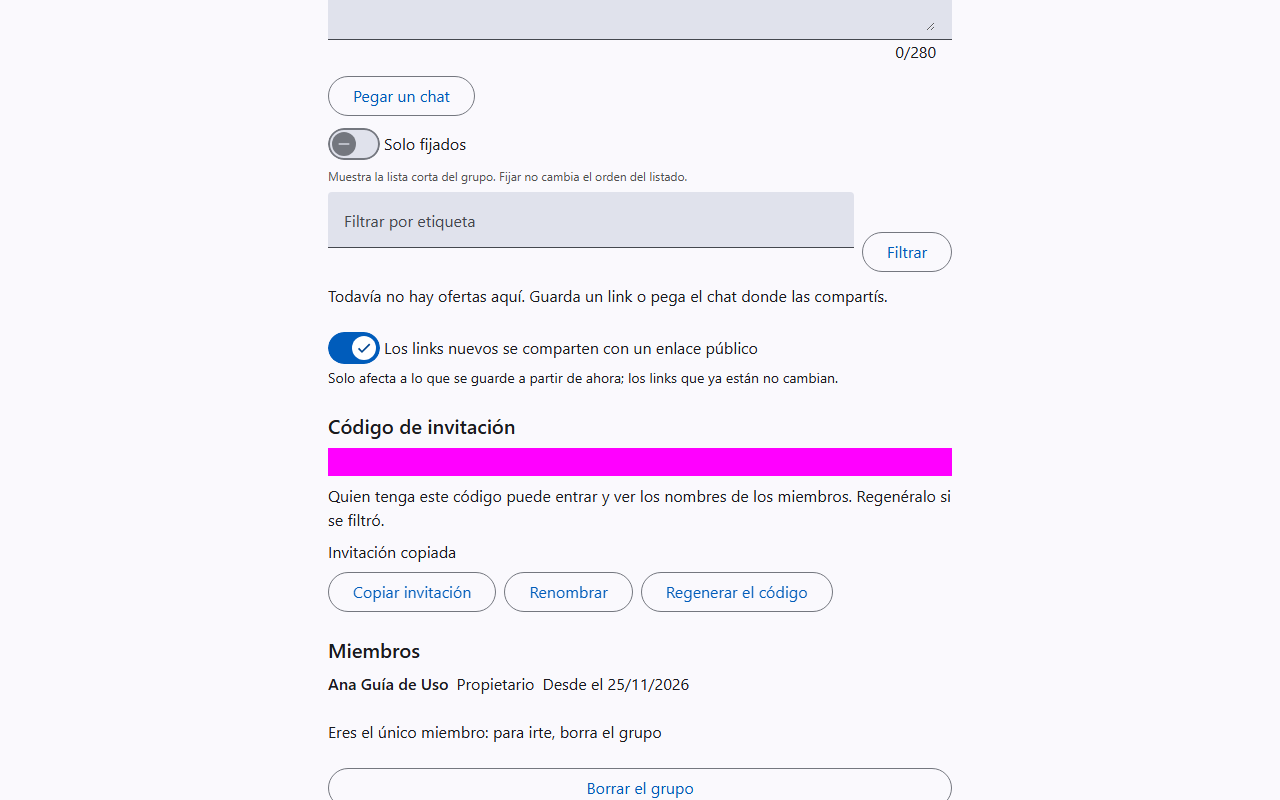 0/280
Pegar un chat
Solo fijados
Muestra la lista corta del grupo. Fijar no cambia el orden del listado.
Filtrar por etiqueta
Filtrar
Todavía no hay ofertas aquí. Guarda un link o pega el chat donde las compartís.
Los links nuevos se comparten con un enlace público
Solo afecta a lo que se guarde a partir de ahora; los links que ya están no cambian.
Código de invitación
Quien tenga este código puede entrar y ver los nombres de los miembros. Regenéralo si
se filtró.
Invitación copiada
Copiar invitación Renombrar Regenerar el código
Miembros
Ana Guía de Uso Propietario Desde el 25/11/2026
Eres el único miembro: para irte, borra el grupo
Borrar el grupo